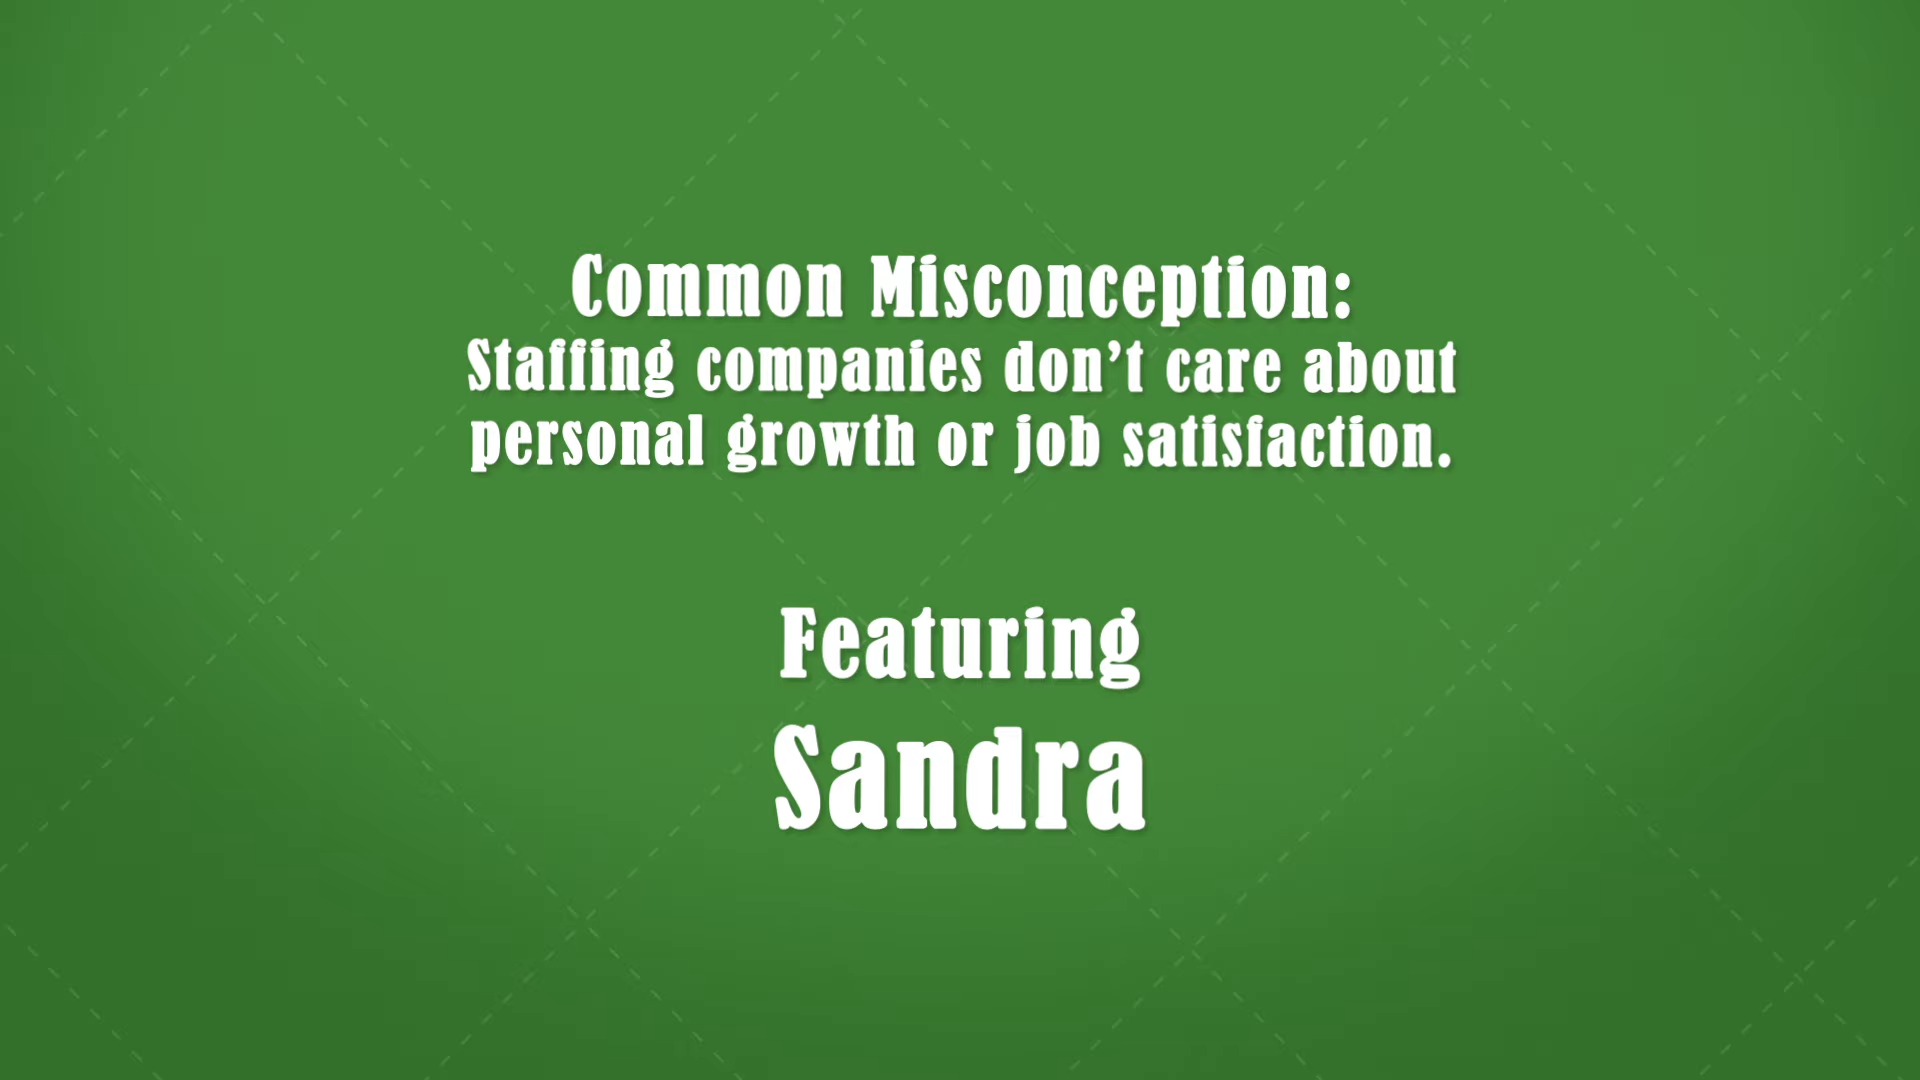 Common Misconception:
Staffing companies don’t care about
personal growth or job satisfaction.
Featuring
Sandra